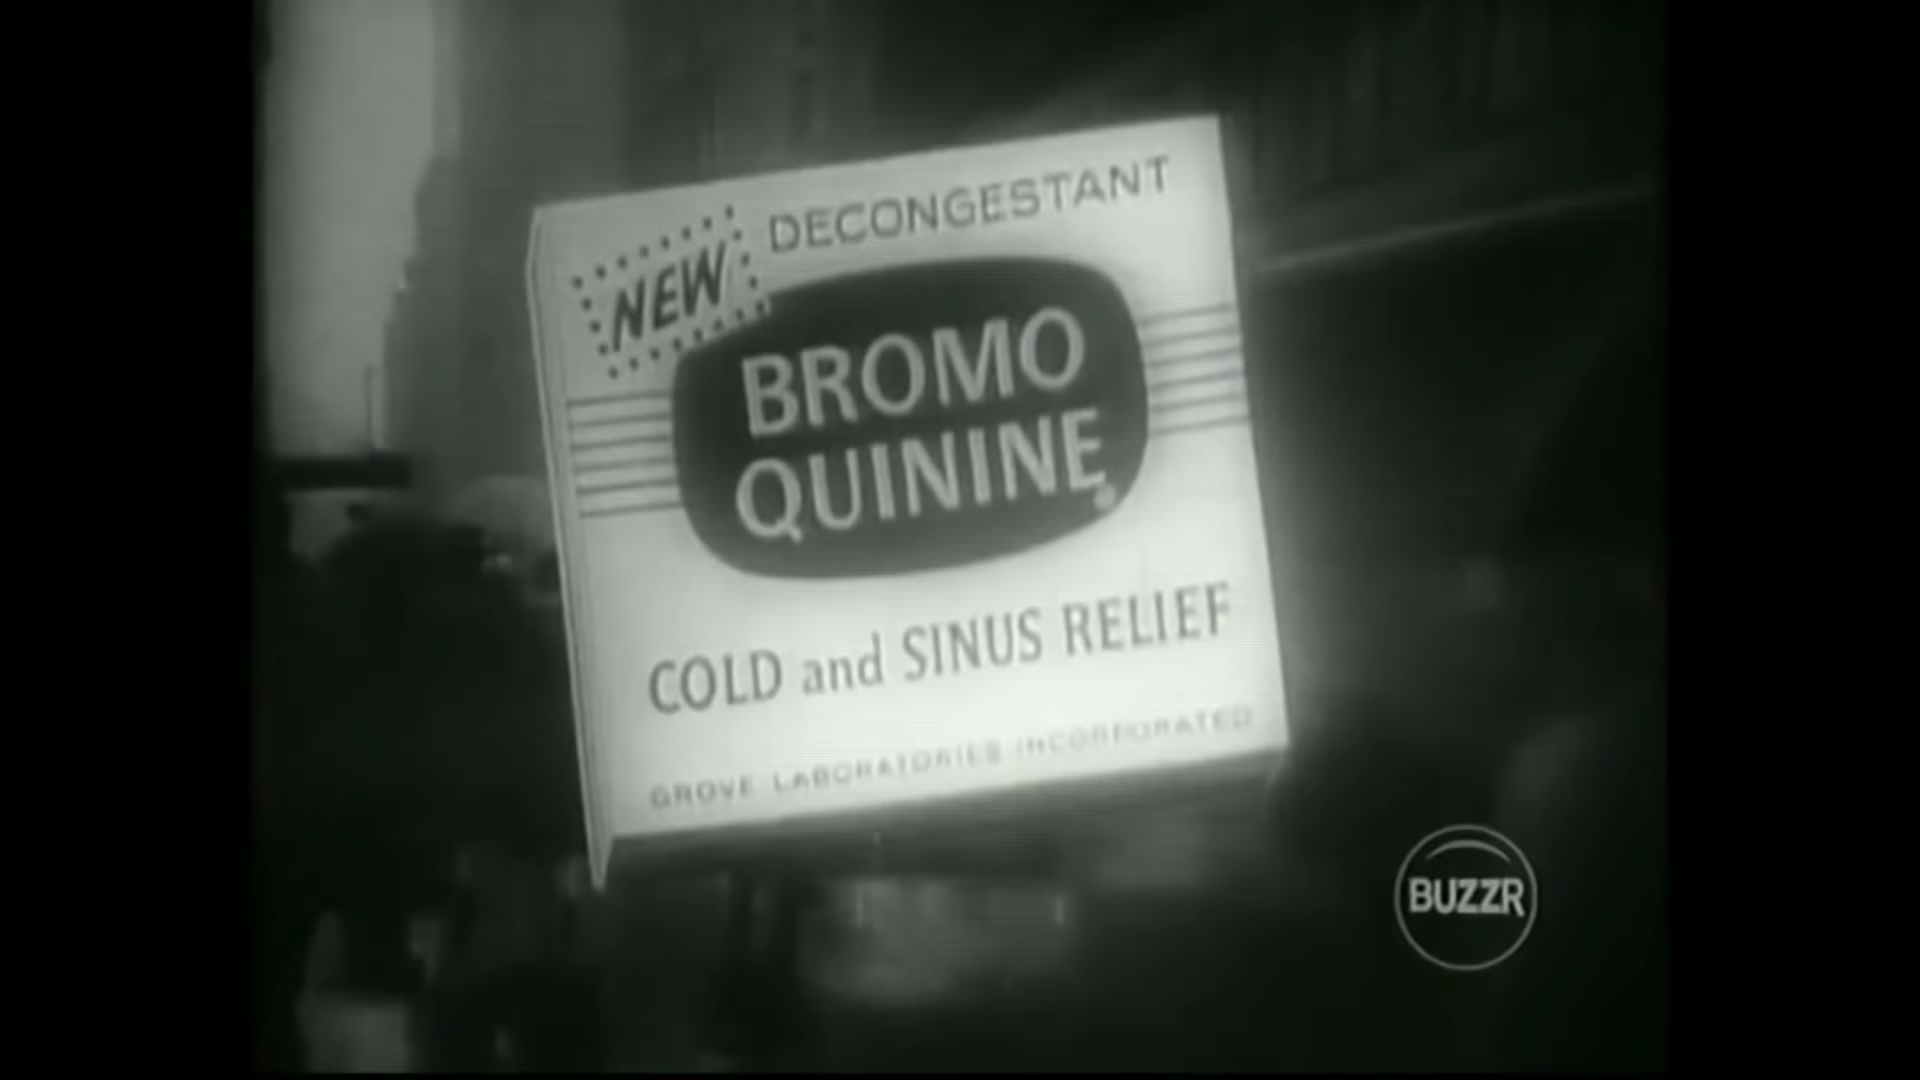 NEW
DECONGESTANT
BROMO
QUININE
COLD and SINUS RELIEF
GROVE LABORATORIES INCORPORATED
BUZZR